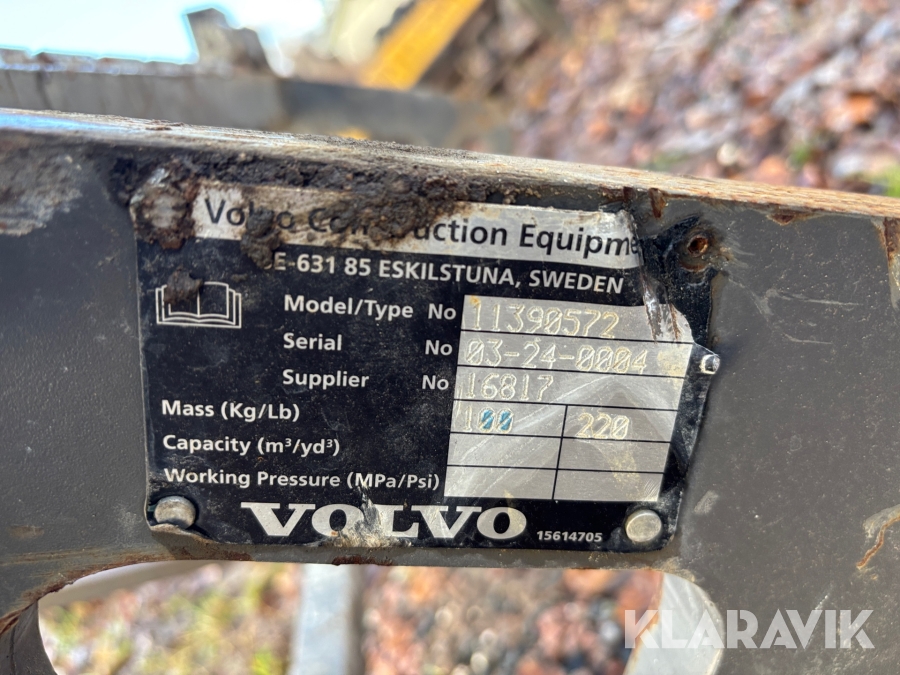 Volvo Construction Equipme
E-631 85 ESKILSTUNA, SWEDEN
Model/Type No 11390572
Serial No 03-24-0004
Supplier No 16817
Mass (Kg/Lb) 100 220
Capacity (m³/yd³)
Working Pressure (MPa/Psi)
VOLVO 15614705
KLARAVIK